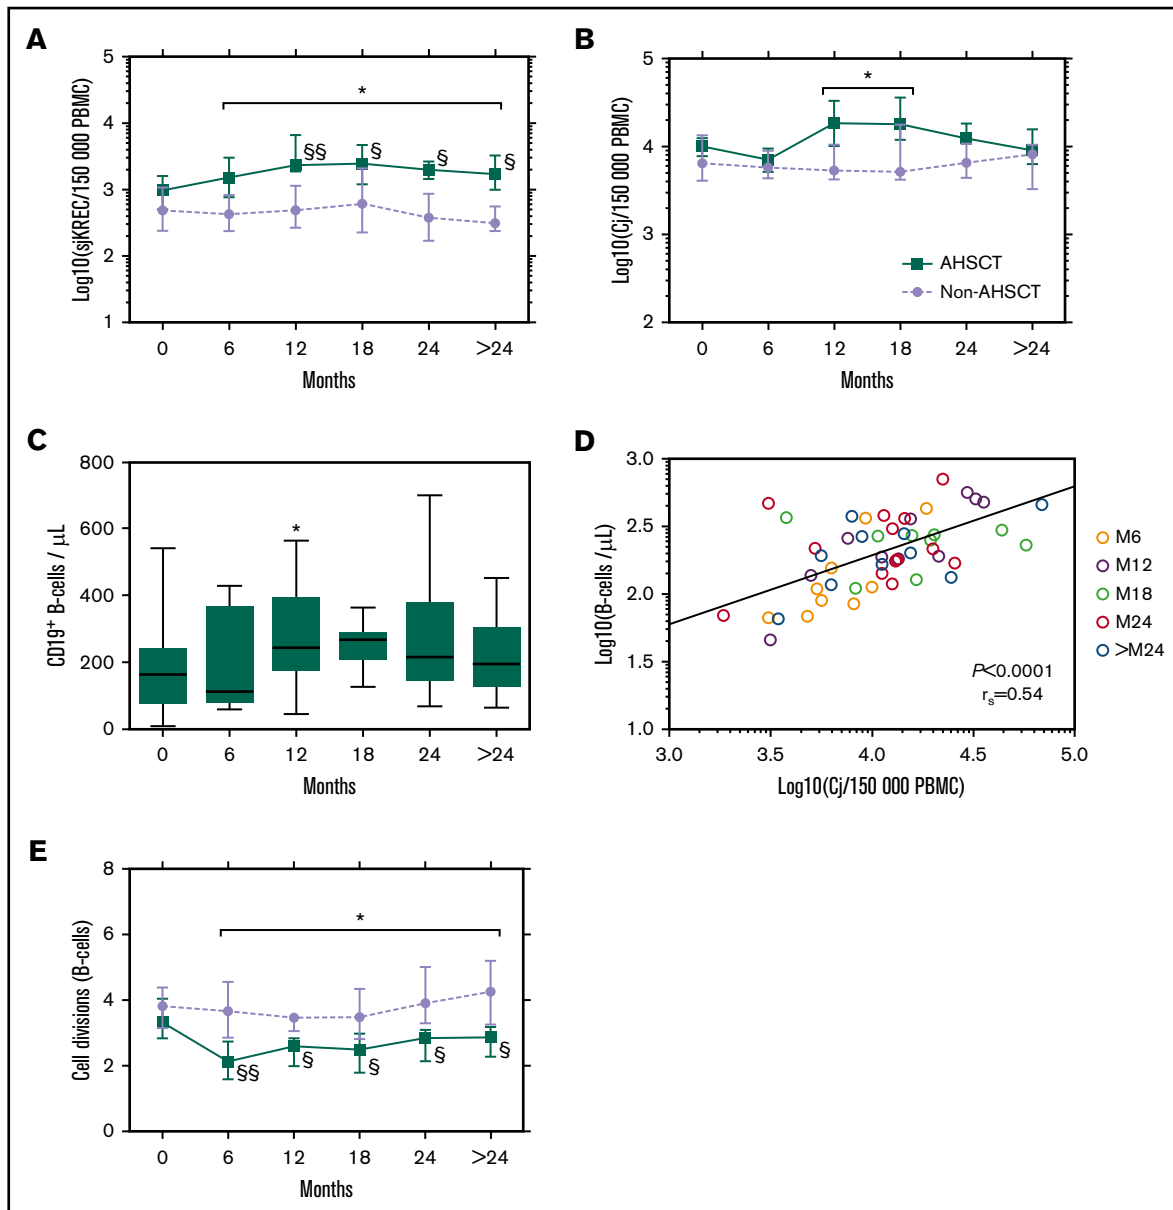 A
Log10(sjKREC/150 000 PBMC)
5
4
3
2
1
*
§§
§
§
§
0 6 12 18 24 >24
Months
B
Log10(Cj/150 000 PBMC)
5
4
3
2
*
AHSCT
Non-AHSCT
0 6 12 18 24 >24
Months
C
CD19+ B-cells / µL
800
600
400
200
0
*
0 6 12 18 24 >24
Months
D
Log10(B-cells /µL)
3.0
2.5
2.0
1.5
1.0
P<0.0001
rs=0.54
3.0 3.5 4.0 4.5 5.0
Log10(Cj/150 000 PBMC)
M6
M12
M18
M24
>M24
E
Cell divisions (B-cells)
8
6
4
2
0
*
§§
§
§
§
§
0 6 12 18 24 >24
Months